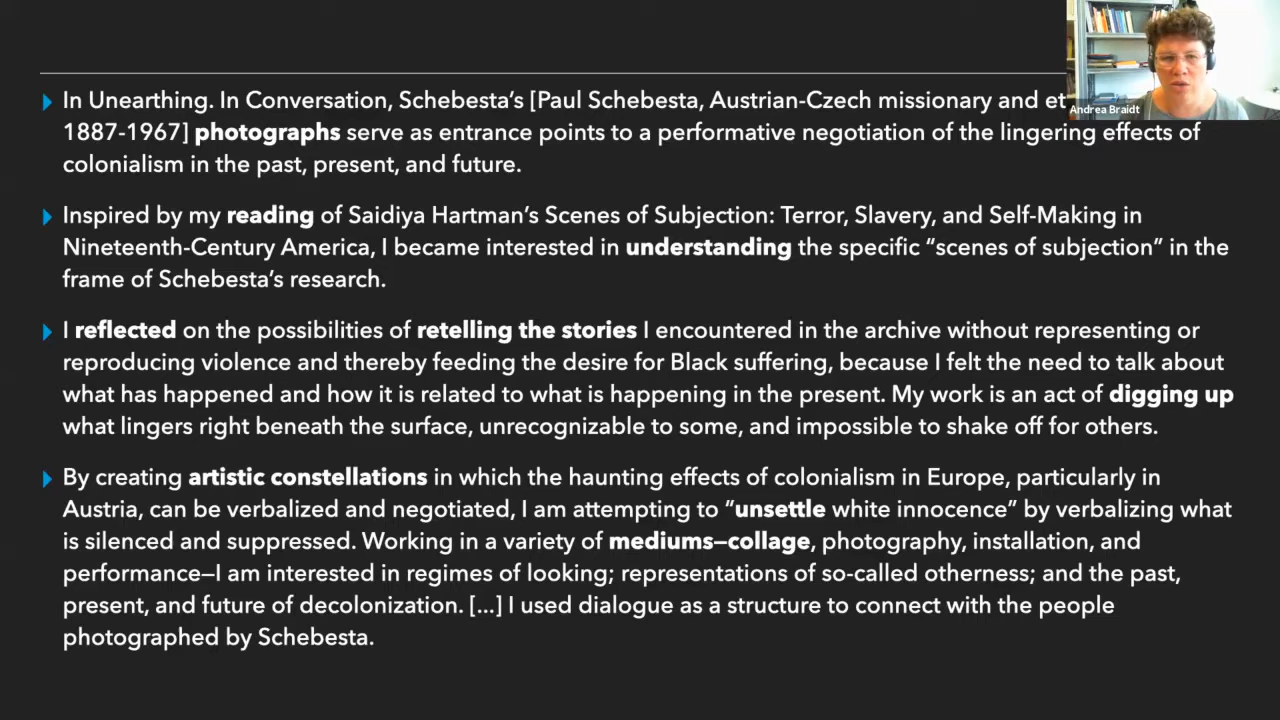 In Unearthing. In Conversation, Schebesta’s [Paul Schebesta, Austrian-Czech missionary and
Andrea Braidt
1887-1967] photographs serve as entrance points to a performative negotiation of the lingering effects of
colonialism in the past, present, and future.
Inspired by my reading of Saidiya Hartman’s Scenes of Subjection: Terror, Slavery, and Self-Making in
Nineteenth-Century America, I became interested in understanding the specific “scenes of subjection” in the
frame of Schebesta’s research.
I reflected on the possibilities of retelling the stories I encountered in the archive without representing or
reproducing violence and thereby feeding the desire for Black suffering, because I felt the need to talk about
what has happened and how it is related to what is happening in the present. My work is an act of digging up
what lingers right beneath the surface, unrecognizable to some, and impossible to shake off for others.
By creating artistic constellations in which the haunting effects of colonialism in Europe, particularly in
Austria, can be verbalized and negotiated, I am attempting to “unsettle white innocence” by verbalizing what
is silenced and suppressed. Working in a variety of mediums—collage, photography, installation, and
performance—I am interested in regimes of looking; representations of so-called otherness; and the past,
present, and future of decolonization. [...] I used dialogue as a structure to connect with the people
photographed by Schebesta.